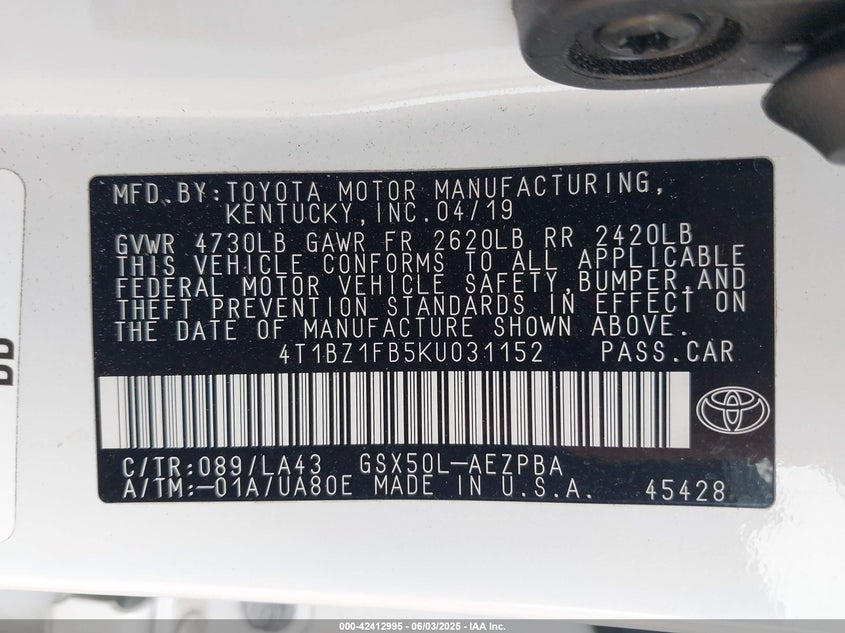 MFD.BY:TOYOTA MOTOR MANUFACTURING,
KENTUCKY,INC.04/19
GVWR 4730LB GAWR FR 2620LB RR 2420LB
THIS VEHICLE CONFORMS TO ALL APPLICABLE
FEDERAL MOTOR VEHICLE SAFETY,BUMPER,AND
THEFT PREVENTION STANDARDS IN EFFECT ON
THE DATE OF MANUFACTURE SHOWN ABOVE.
4T1BZ1FB5KU031152 PASS.CAR
C/TR:089/LA43 GSX50L-AEZPBA
A/TM:-01A/UA80E MADE IN U.S.A. 45428
000-42412995 - 06/03/2025 - IAA Inc.